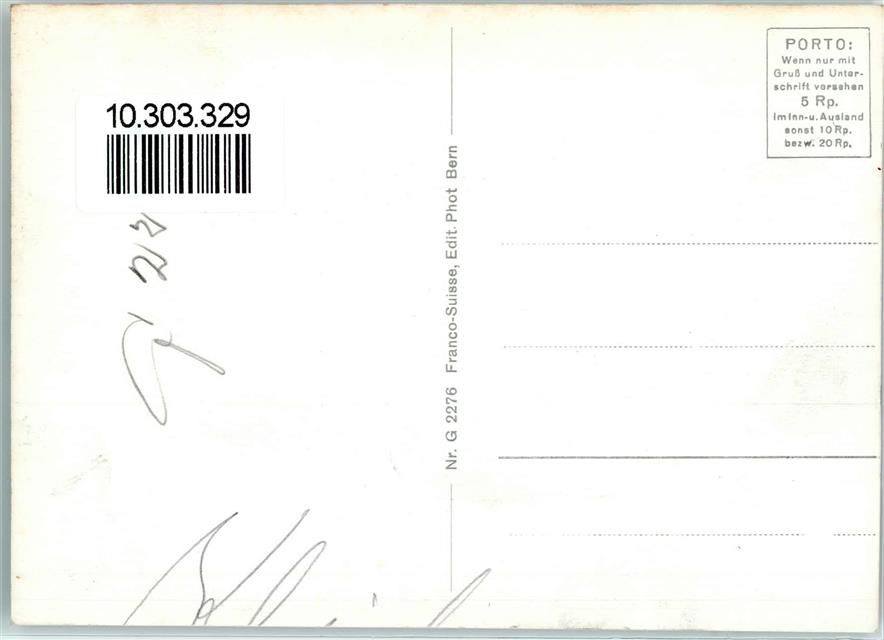 10.303.329
PORTO:
Wenn nur mit
Gruß und Unter-
schrift versehen
5 Rp.
Im Inn- u. Ausland
sonst 10 Rp.
bezw. 20 Rp.
Nr. G 2276 Franco-Suisse, Edit. Phot Bern